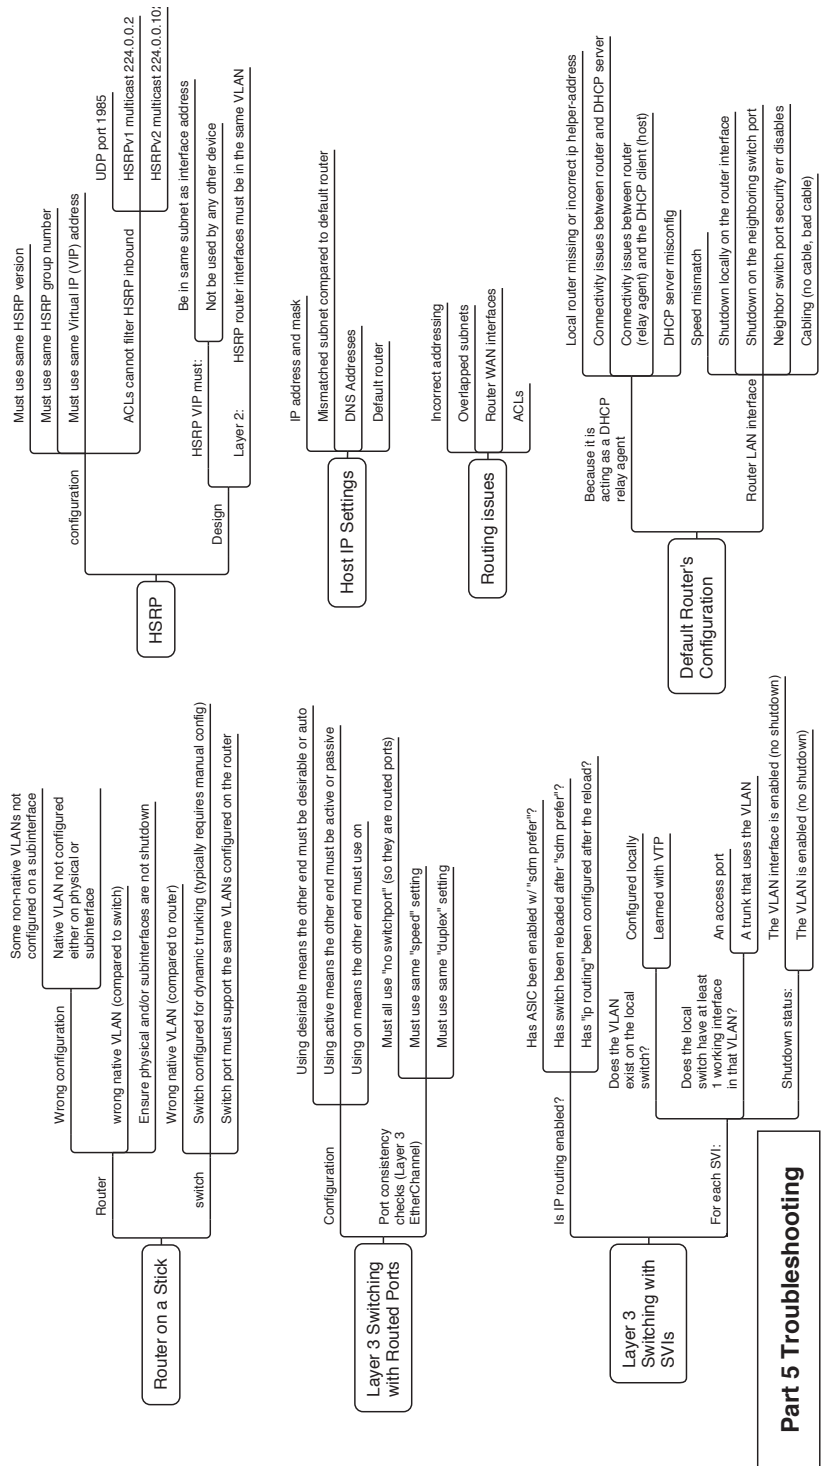 Router on a Stick
Router
Wrong configuration
Some non-native VLANs not
configured on a subinterface
Native VLAN not configured
either on physical or
subinterface
wrong native VLAN (compared to switch)
Ensure physical and/or subinterfaces are not shutdown
switch
Wrong native VLAN (compared to router)
Switch configured for dynamic trunking (typically requires manual config)
Switch port must support the same VLANs configured on the router
Layer 3 Switching
with Routed Ports
Configuration
Using desirable means the other end must be desirable or auto
Using active means the other end must be active or passive
Using on means the other end must use on
Port consistency
checks (Layer 3
EtherChannel)
Must all use "no switchport" (so they are routed ports)
Must use same "speed" setting
Must use same "duplex" setting
Layer 3
Switching with
SVIs
Is IP routing enabled?
Has ASIC been enabled w/ "sdm prefer"?
Has switch been reloaded after "sdm prefer"?
Has "ip routing" been configured after the reload?
For each SVI:
Does the VLAN
exist on the local
switch?
Configured locally
Learned with VTP
Does the local
switch have at least
1 working interface
in that VLAN?
An access port
A trunk that uses the VLAN
Shutdown status:
The VLAN interface is enabled (no shutdown)
The VLAN is enabled (no shutdown)
Part 5 Troubleshooting
HSRP
configuration
Must use same HSRP version
Must use same HSRP group number
Must use same Virtual IP (VIP) address
ACLs cannot filter HSRP inbound
UDP port 1985
HSRPv1 multicast 224.0.0.2
HSRPv2 multicast 224.0.0.10
Design
HSRP VIP must:
Be in same subnet as interface address
Not be used by any other device
Layer 2:
HSRP router interfaces must be in the same VLAN
Host IP Settings
IP address and mask
Mismatched subnet compared to default router
DNS Addresses
Default router
Routing issues
Incorrect addressing
Overlapped subnets
Router WAN interfaces
ACLs
Default Router's
Configuration
Because it is
acting as a DHCP
relay agent
Local router missing or incorrect ip helper-address
Connectivity issues between router and DHCP server
Connectivity issues between router
(relay agent) and the DHCP client (host)
DHCP server misconfig
Router LAN interface
Speed mismatch
Shutdown locally on the router interface
Shutdown on the neighboring switch port
Neighbor switch port security err disables
Cabling (no cable, bad cable)